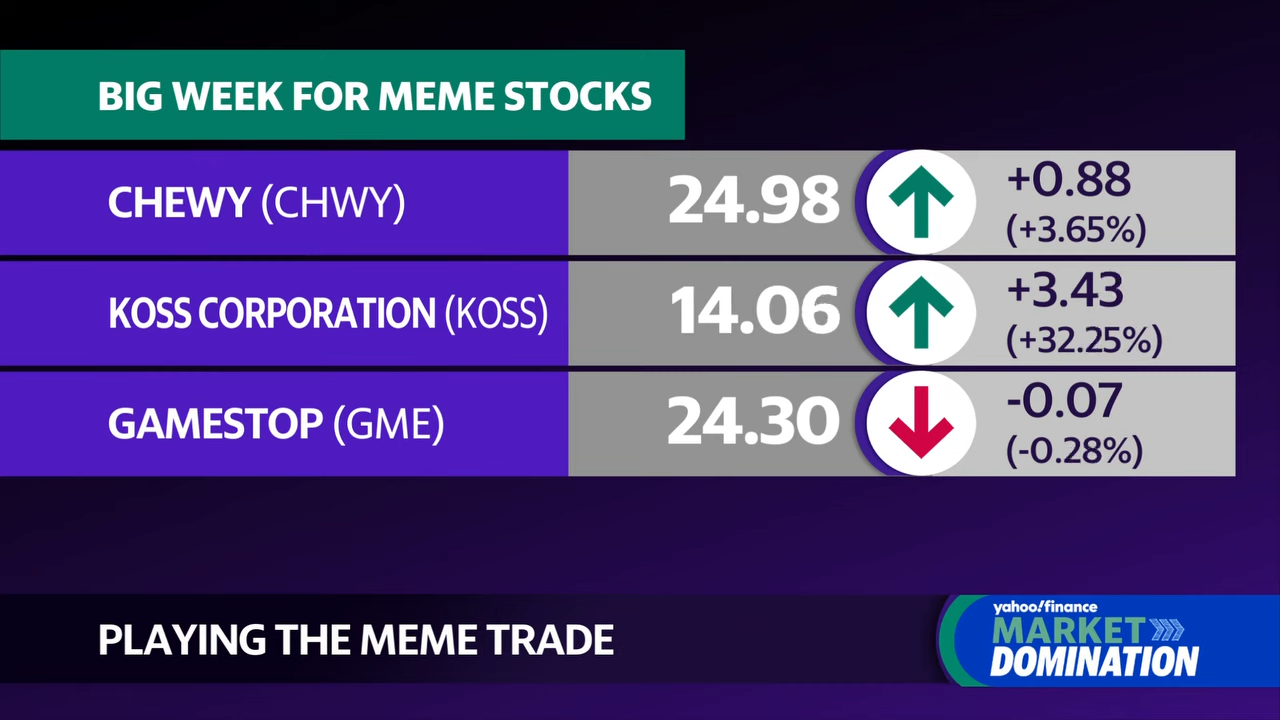 BIG WEEK FOR MEME STOCKS
CHEWY (CHWY) 24.98 +0.88
(+3.65%)
KOSS CORPORATION (KOSS) 14.06 +3.43
(+32.25%)
GAMESTOP (GME) 24.30 -0.07
(-0.28%)
PLAYING THE MEME TRADE
yahoo!finance
MARKET
DOMINATION